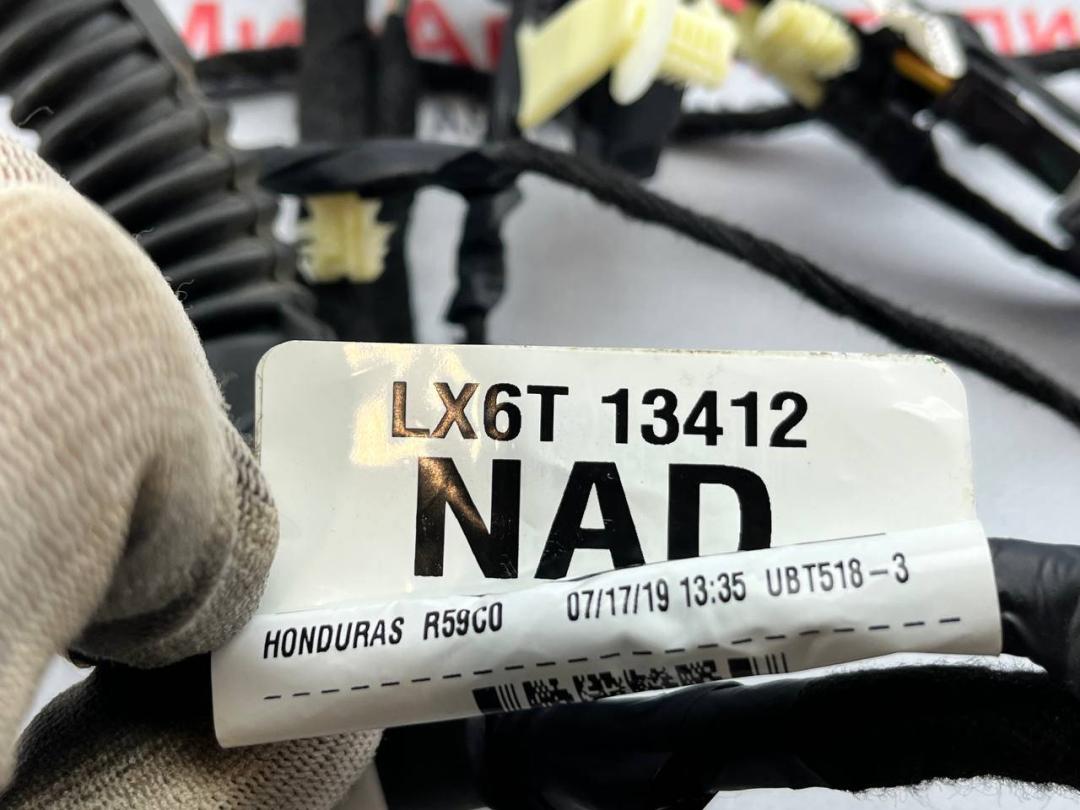 LX6T 13412
NAD
HONDURAS R59C0 07/17/19 13:35 UBT518-3